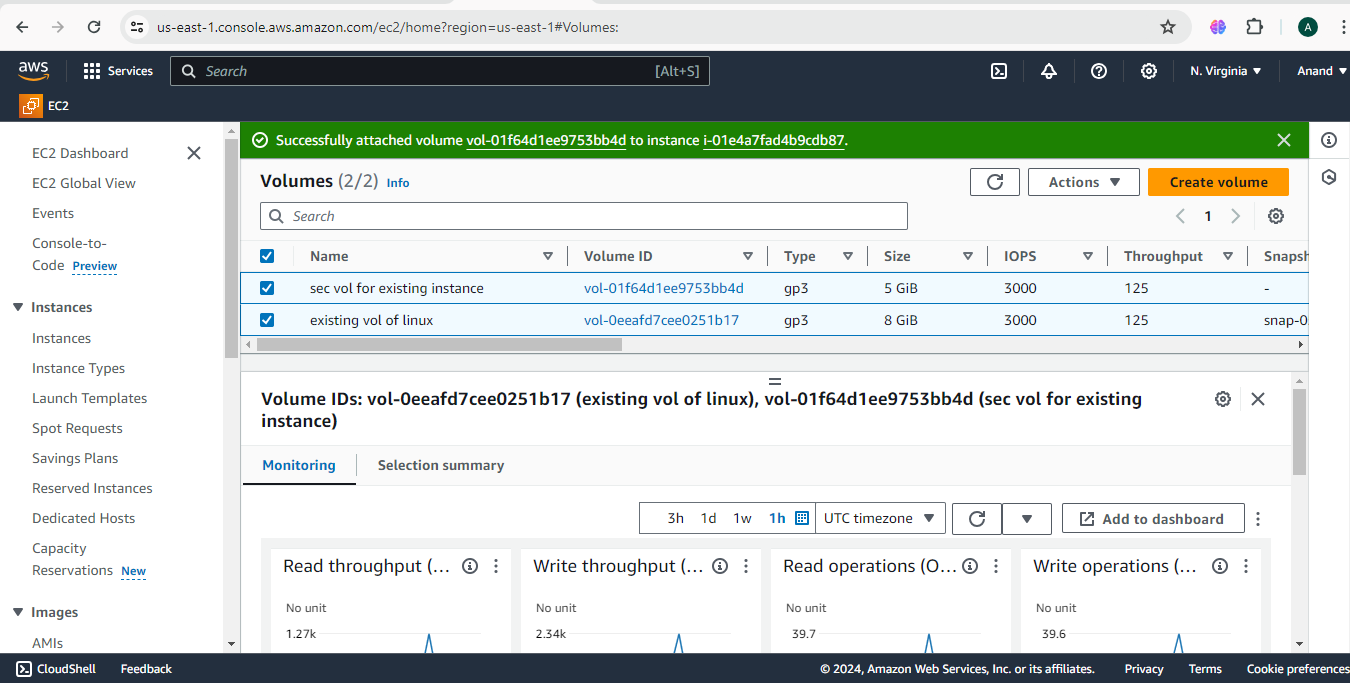 us-east-1.console.aws.amazon.com/ec2/home?region=us-east-1#Volumes:
A
aws
Services
Search
[Alt+S]
N. Virginia
Anand
EC2
EC2 Dashboard
EC2 Global View
Events
Console-to-
Code Preview
Instances
Instances
Instance Types
Launch Templates
Spot Requests
Savings Plans
Reserved Instances
Dedicated Hosts
Capacity
Reservations New
Images
AMIs
Successfully attached volume vol-01f64d1ee9753bb4d to instance i-01e4a7fad4b9cdb87.
Volumes (2/2) Info
Actions
Create volume
Search
1
Name Volume ID Type Size IOPS Throughput Snapsh
sec vol for existing instance vol-01f64d1ee9753bb4d gp3 5 GiB 3000 125 -
existing vol of linux vol-0eeafd7cee0251b17 gp3 8 GiB 3000 125 snap-0
Volume IDs: vol-0eeafd7cee0251b17 (existing vol of linux), vol-01f64d1ee9753bb4d (sec vol for existing
instance)
Monitoring Selection summary
3h 1d 1w 1h UTC timezone Add to dashboard
Read throughput (... Write throughput (... Read operations (O... Write operations (...
No unit No unit No unit No unit
1.27k 2.34k 39.7 39.6
CloudShell Feedback © 2024, Amazon Web Services, Inc. or its affiliates. Privacy Terms Cookie preferences